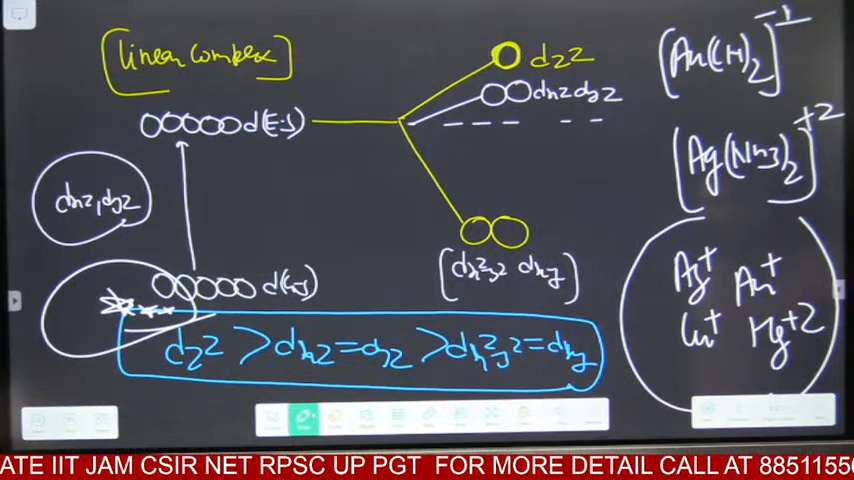 [linear complex]
dz2
dxz dyz
d(E-s)
dxz, dyz
[dx2-y2 dxy]
d(E-s)
dz2 > dxz = dyz > dx2-y2 = dxy
[Au(CN)2]-1
[Ag(NH3)2]+2
Ag+ Au+
Cu+ Hg+2
ATE IIT JAM CSIR NET RPSC UP PGT FOR MORE DETAIL CALL AT 88511556